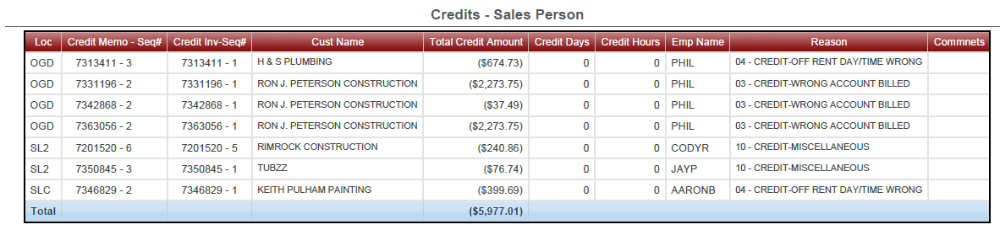 Credits - Sales Person
Loc Credit Memo - Seq# Credit Inv-Seq# Cust Name Total Credit Amount Credit Days Credit Hours Emp Name Reason Commnets
OGD 7313411 - 3 7313411 - 1 H & S PLUMBING ($674.73) 0 0 PHIL 04 - CREDIT-OFF RENT DAY/TIME WRONG
OGD 7331196 - 2 7331196 - 1 RON J. PETERSON CONSTRUCTION ($2,273.75) 0 0 PHIL 03 - CREDIT-WRONG ACCOUNT BILLED
OGD 7342868 - 2 7342868 - 1 RON J. PETERSON CONSTRUCTION ($37.49) 0 0 PHIL 03 - CREDIT-WRONG ACCOUNT BILLED
OGD 7363056 - 2 7363056 - 1 RON J. PETERSON CONSTRUCTION ($2,273.75) 0 0 PHIL 03 - CREDIT-WRONG ACCOUNT BILLED
SL2 7201520 - 6 7201520 - 5 RIMROCK CONSTRUCTION ($240.86) 0 0 CODYR 10 - CREDIT-MISCELLANEOUS
SL2 7350845 - 3 7350845 - 1 TUBZZ ($76.74) 0 0 JAYP 10 - CREDIT-MISCELLANEOUS
SLC 7346829 - 2 7346829 - 1 KEITH PULHAM PAINTING ($399.69) 0 0 AARONB 04 - CREDIT-OFF RENT DAY/TIME WRONG
Total ($5,977.01)